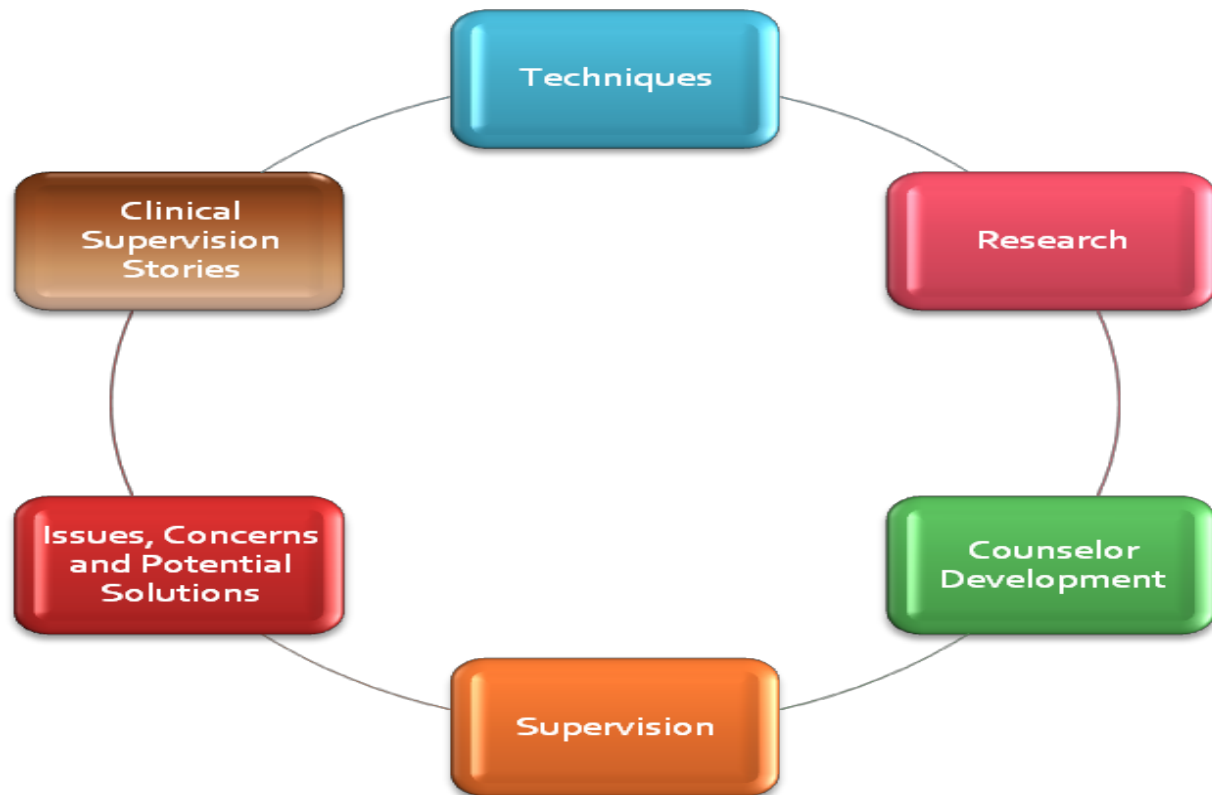 Techniques
Research
Counselor
Development
Supervision
Issues, Concerns
and Potential
Solutions
Clinical
Supervision
Stories